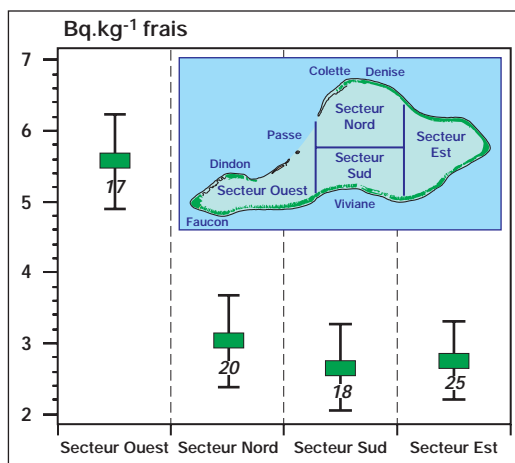 Bq.kg-1 frais
7
6
5
4
3
2
Colette Denise
Secteur
Nord
Passe
Secteur
Est
Secteur
Sud
Dindon
Secteur Ouest
Viviane
Faucon
17
20
18
25
Secteur Ouest Secteur Nord Secteur Sud Secteur Est